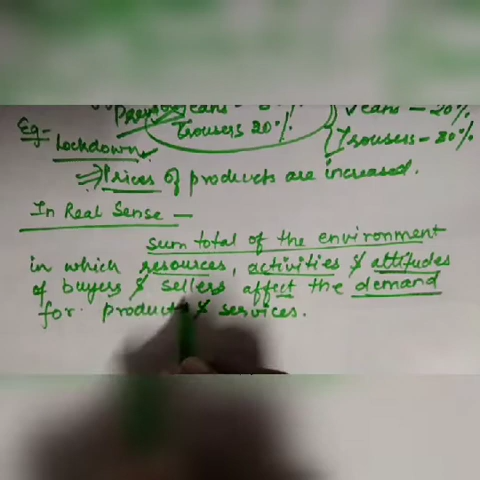 Jeans - 20%
Trousers 20%. { Trousers - 80%
Eg-
Lockdown
⇒ Prices of products are increased.
In Real Sense -
sum total of the environment
in which resources, activities & attitudes
of buyers & sellers affect the demand
for products & services.